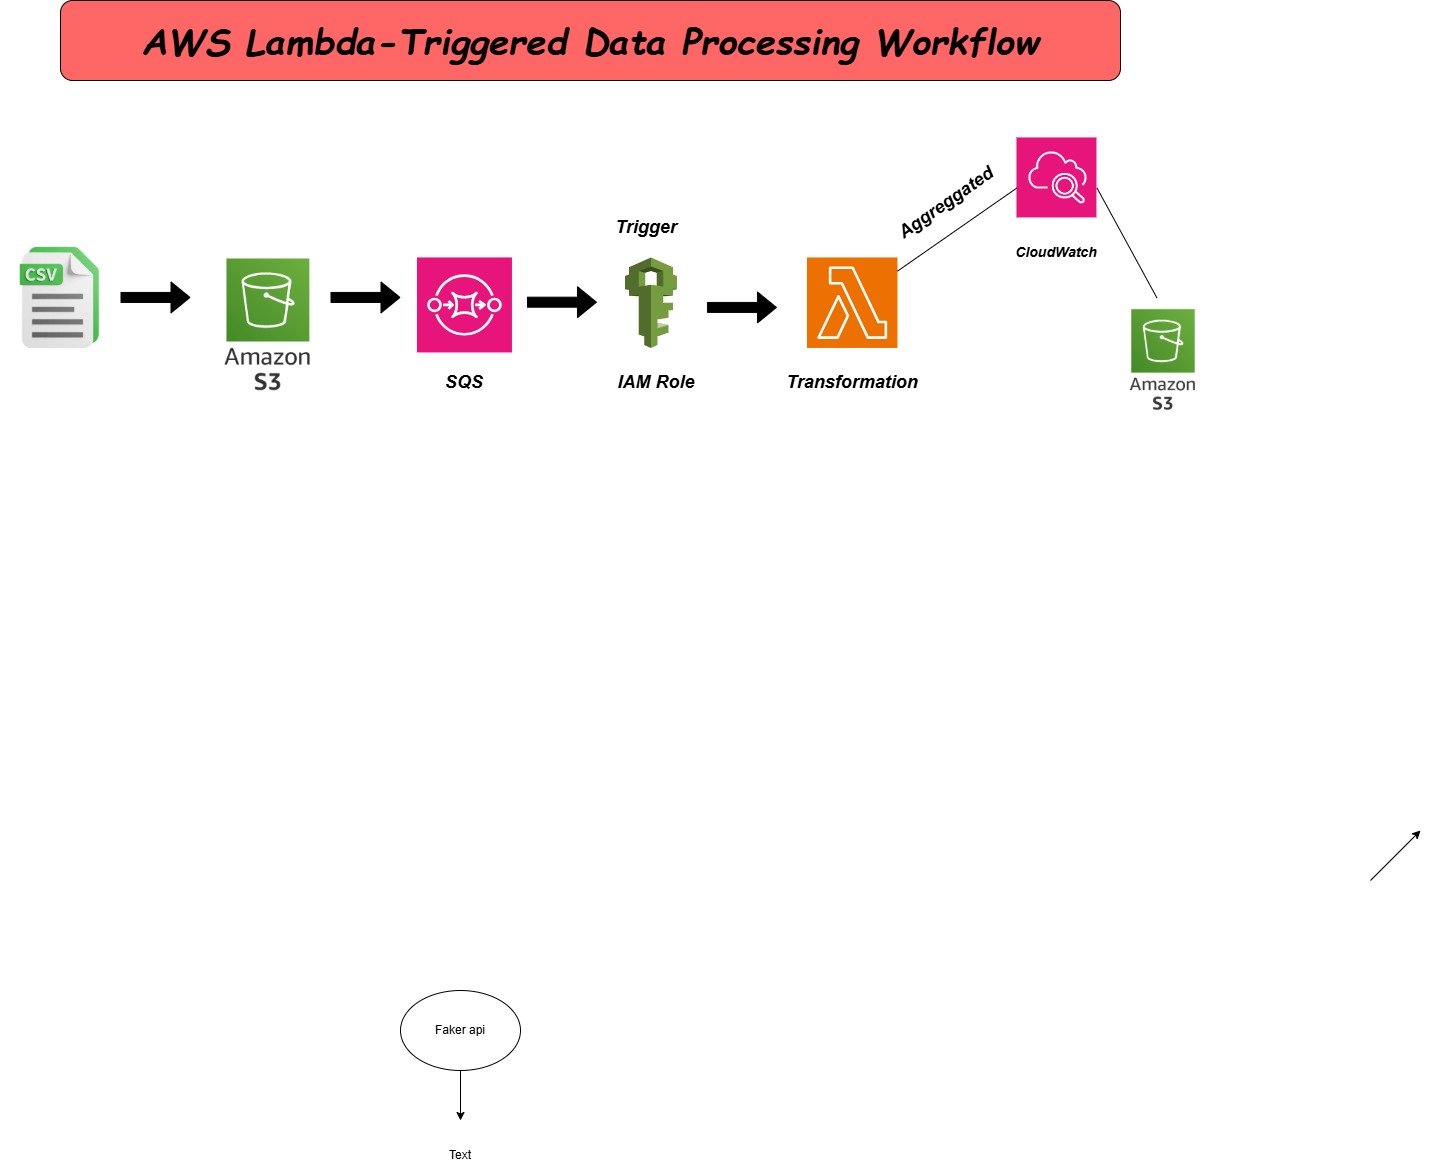 AWS Lambda-Triggered Data Processing Workflow
Aggreggated
Trigger
CloudWatch
CSV
Amazon
S3
SQS
IAM Role
Transformation
Amazon
S3
Faker api
Text